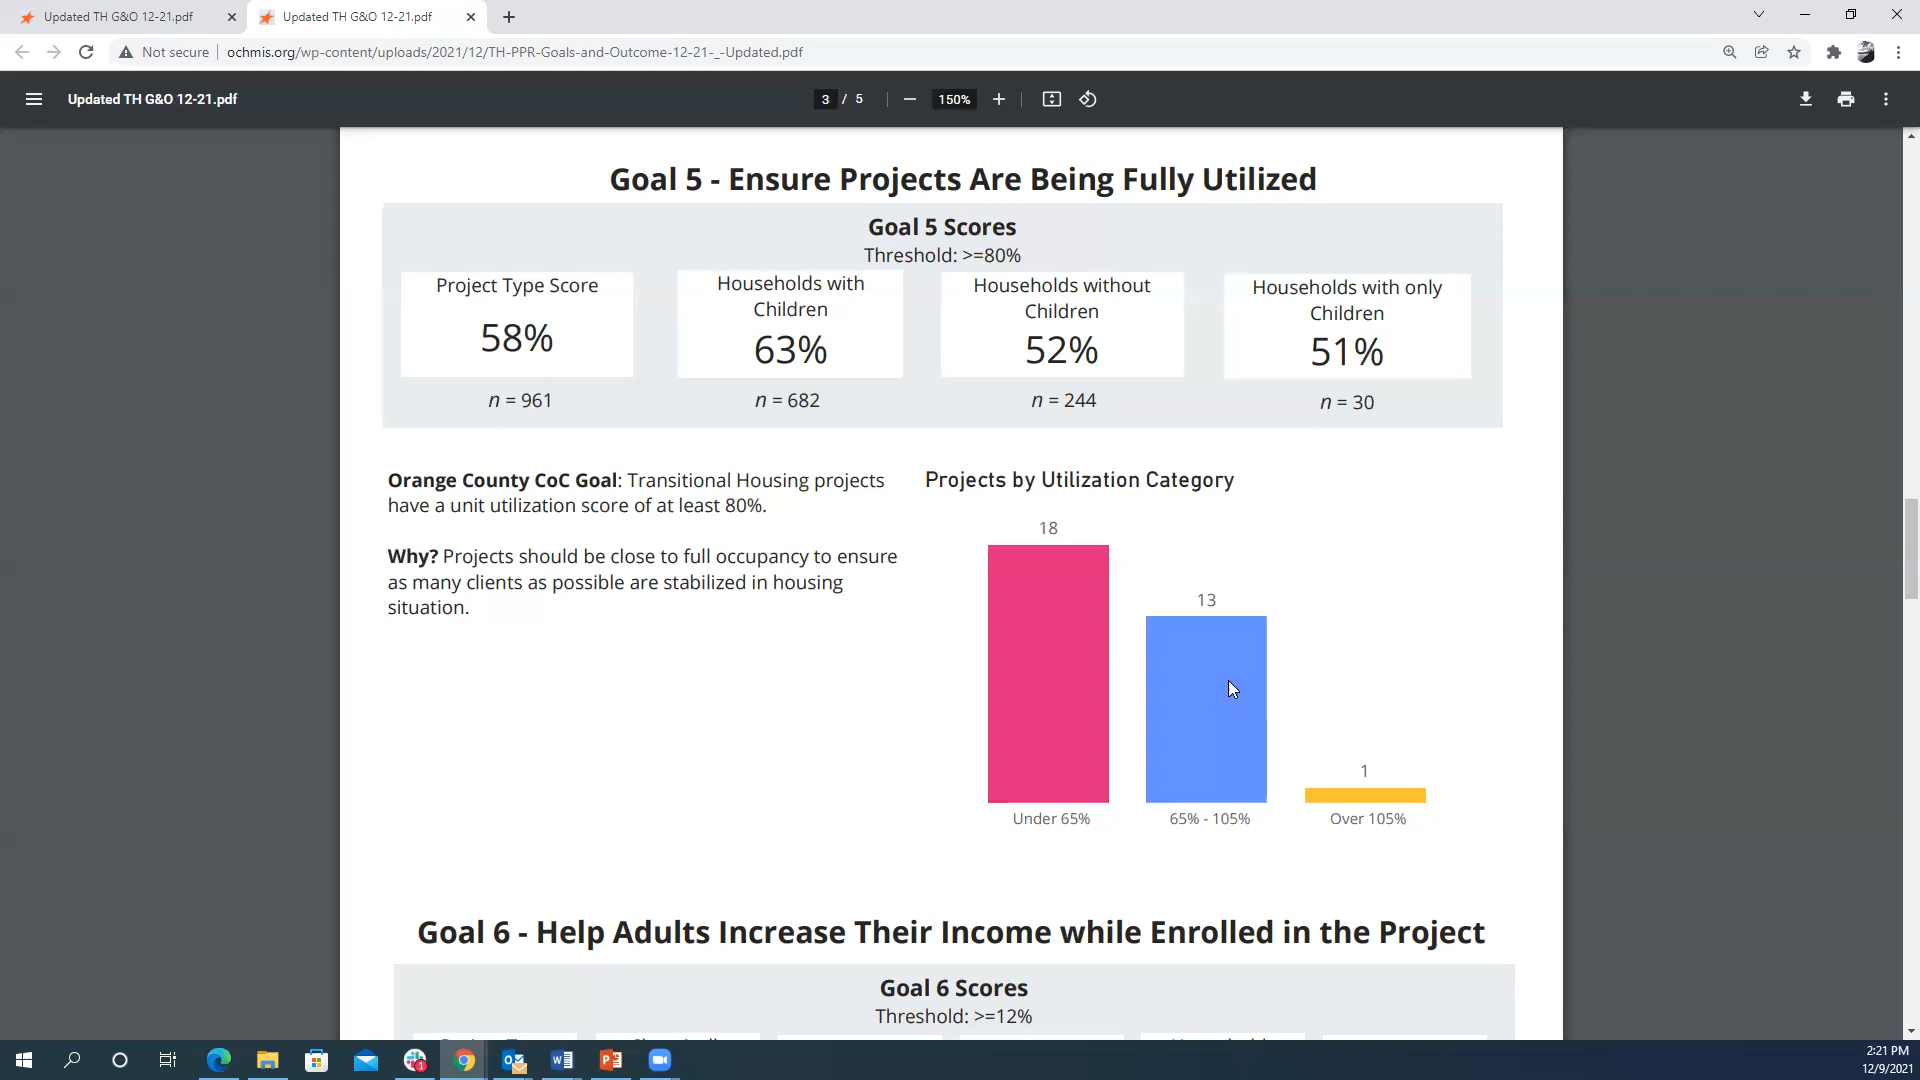 Updated TH G&O 12-21.pdf
Updated TH G&O 12-21.pdf
Not secure
ochmis.org/wp-content/uploads/2021/12/TH-PPR-Goals-and-Outcome-12-21-_-Updated.pdf
Updated TH G&O 12-21.pdf
3 / 5
150%
Goal 5 - Ensure Projects Are Being Fully Utilized
Goal 5 Scores
Threshold: >=80%
Project Type Score
58%
n = 961
Households with
Children
63%
n = 682
Households without
Children
52%
n = 244
Households with only
Children
51%
n = 30
Orange County CoC Goal: Transitional Housing projects
have a unit utilization score of at least 80%.
Why? Projects should be close to full occupancy to ensure
as many clients as possible are stabilized in housing
situation.
Projects by Utilization Category
18
13
1
Under 65%
65% - 105%
Over 105%
Goal 6 - Help Adults Increase Their Income while Enrolled in the Project
Goal 6 Scores
Threshold: >=12%
2:21 PM
12/9/2021